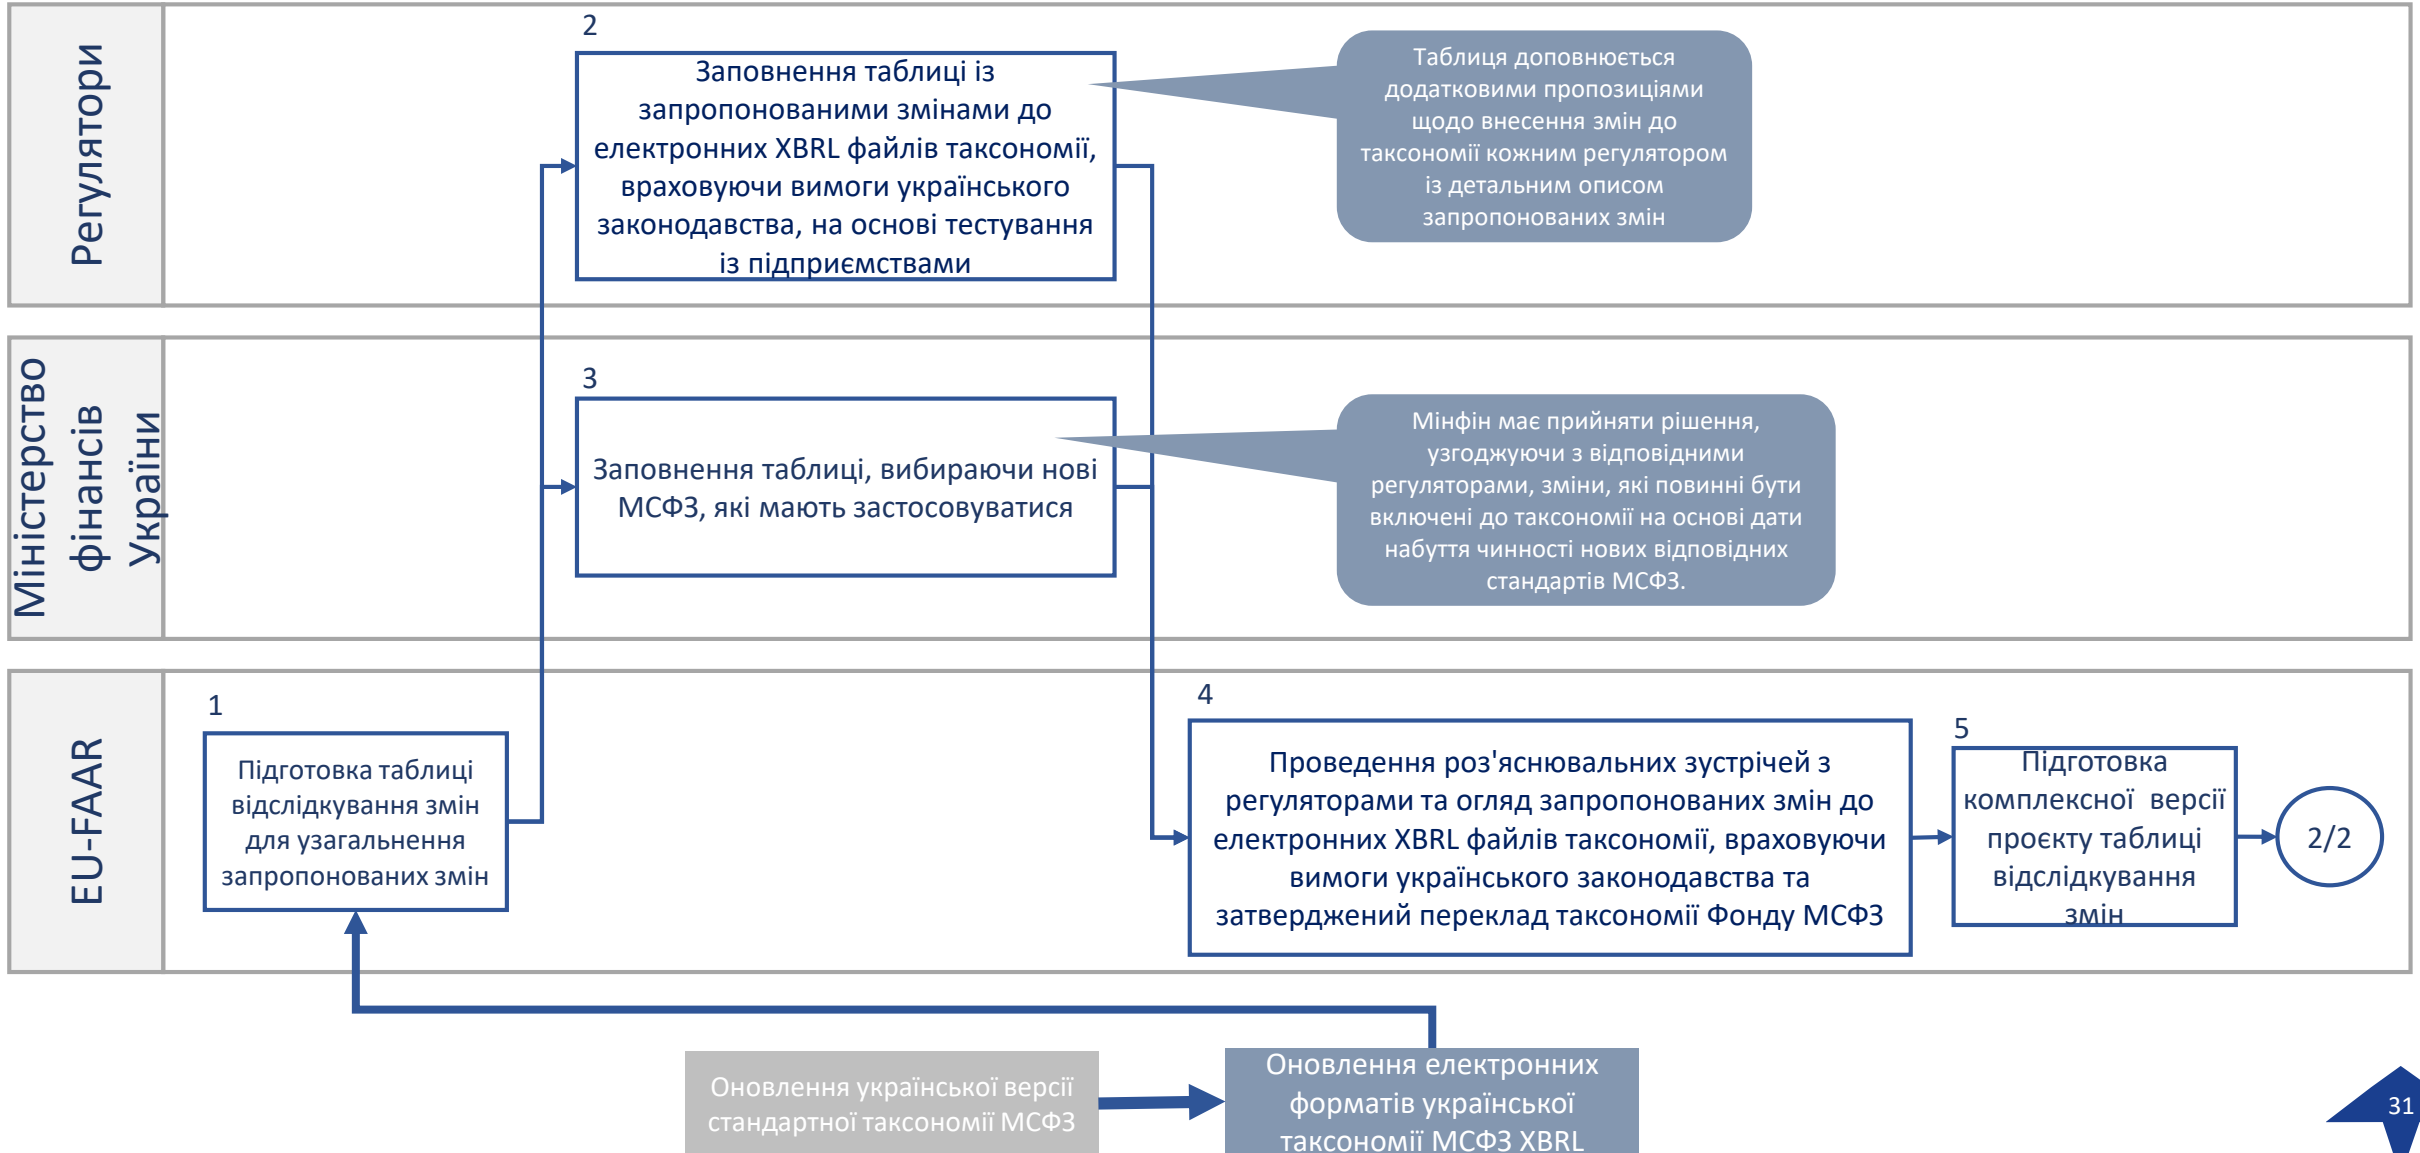 Регулятори
2
Заповнення таблиці із
запропонованими змінами до
електронних XBRL файлів таксономії,
враховуючи вимоги українського
законодавства, на основі тестування
із підприємствами
Таблиця доповнюється
додатковими пропозиціями
щодо внесення змін до
таксономії кожним регулятором
із детальним описом
запропонованих змін
Міністерство
фінансів
України
3
Заповнення таблиці, вибираючи нові
МСФЗ, які мають застосовуватися
Мінфін має прийняти рішення,
узгоджуючи з відповідними
регуляторами, зміни, які повинні бути
включені до таксономії на основі дати
набуття чинності нових відповідних
стандартів МСФЗ.
EU-FAAR
1
Підготовка таблиці
відслідкування змін
для узагальнення
запропонованих змін
4
Проведення роз'яснювальних зустрічей з
регуляторами та огляд запропонованих змін до
електронних XBRL файлів таксономії, враховуючи
вимоги українського законодавства та
затверджений переклад таксономії Фонду МСФЗ
5
Підготовка
комплексної версії
проєкту таблиці
відслідкування
змін
2/2
Оновлення української версії
стандартної таксономії МСФЗ
Оновлення електронних
форматів української
таксономії МСФЗ XBRL
31